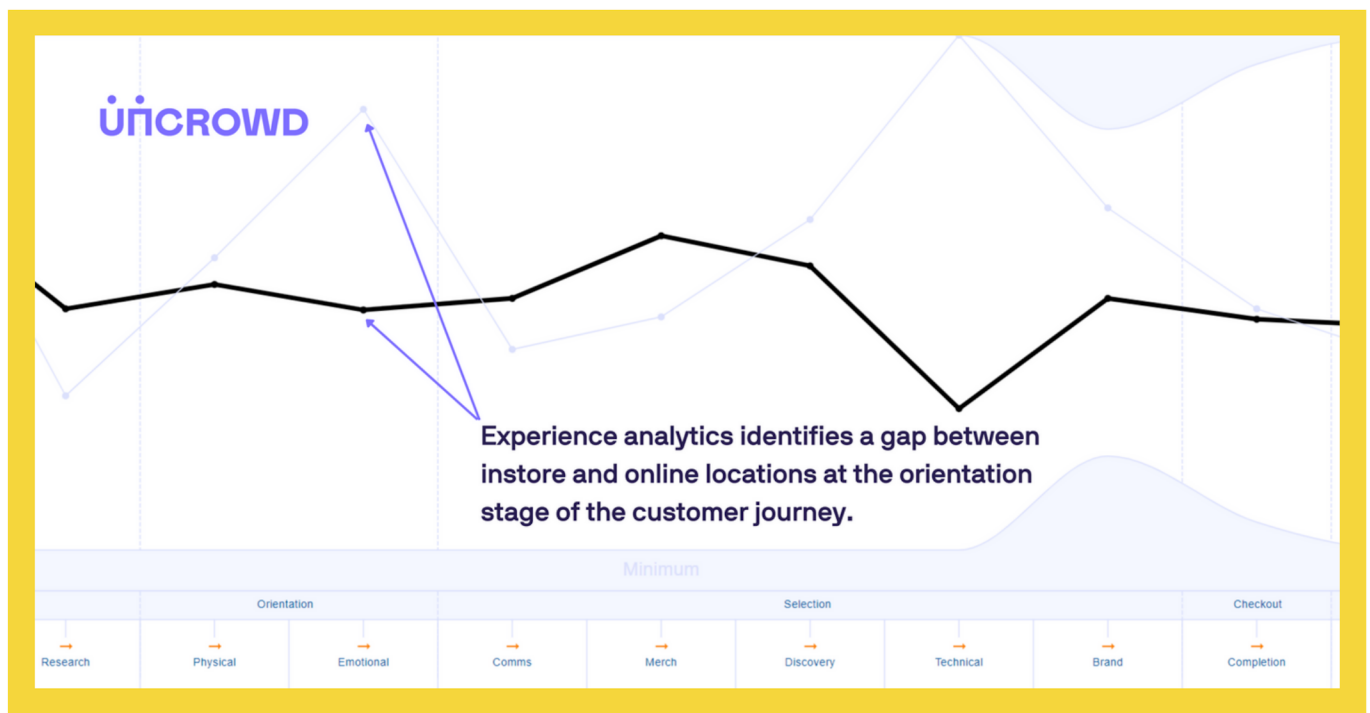 UNCROWD
Experience analytics identifies a gap between
instore and online locations at the orientation
stage of the customer journey.
Minimum
Orientation
Selection
Checkout
Research
Physical
Emotional
Comms
Merch
Discovery
Technical
Brand
Completion